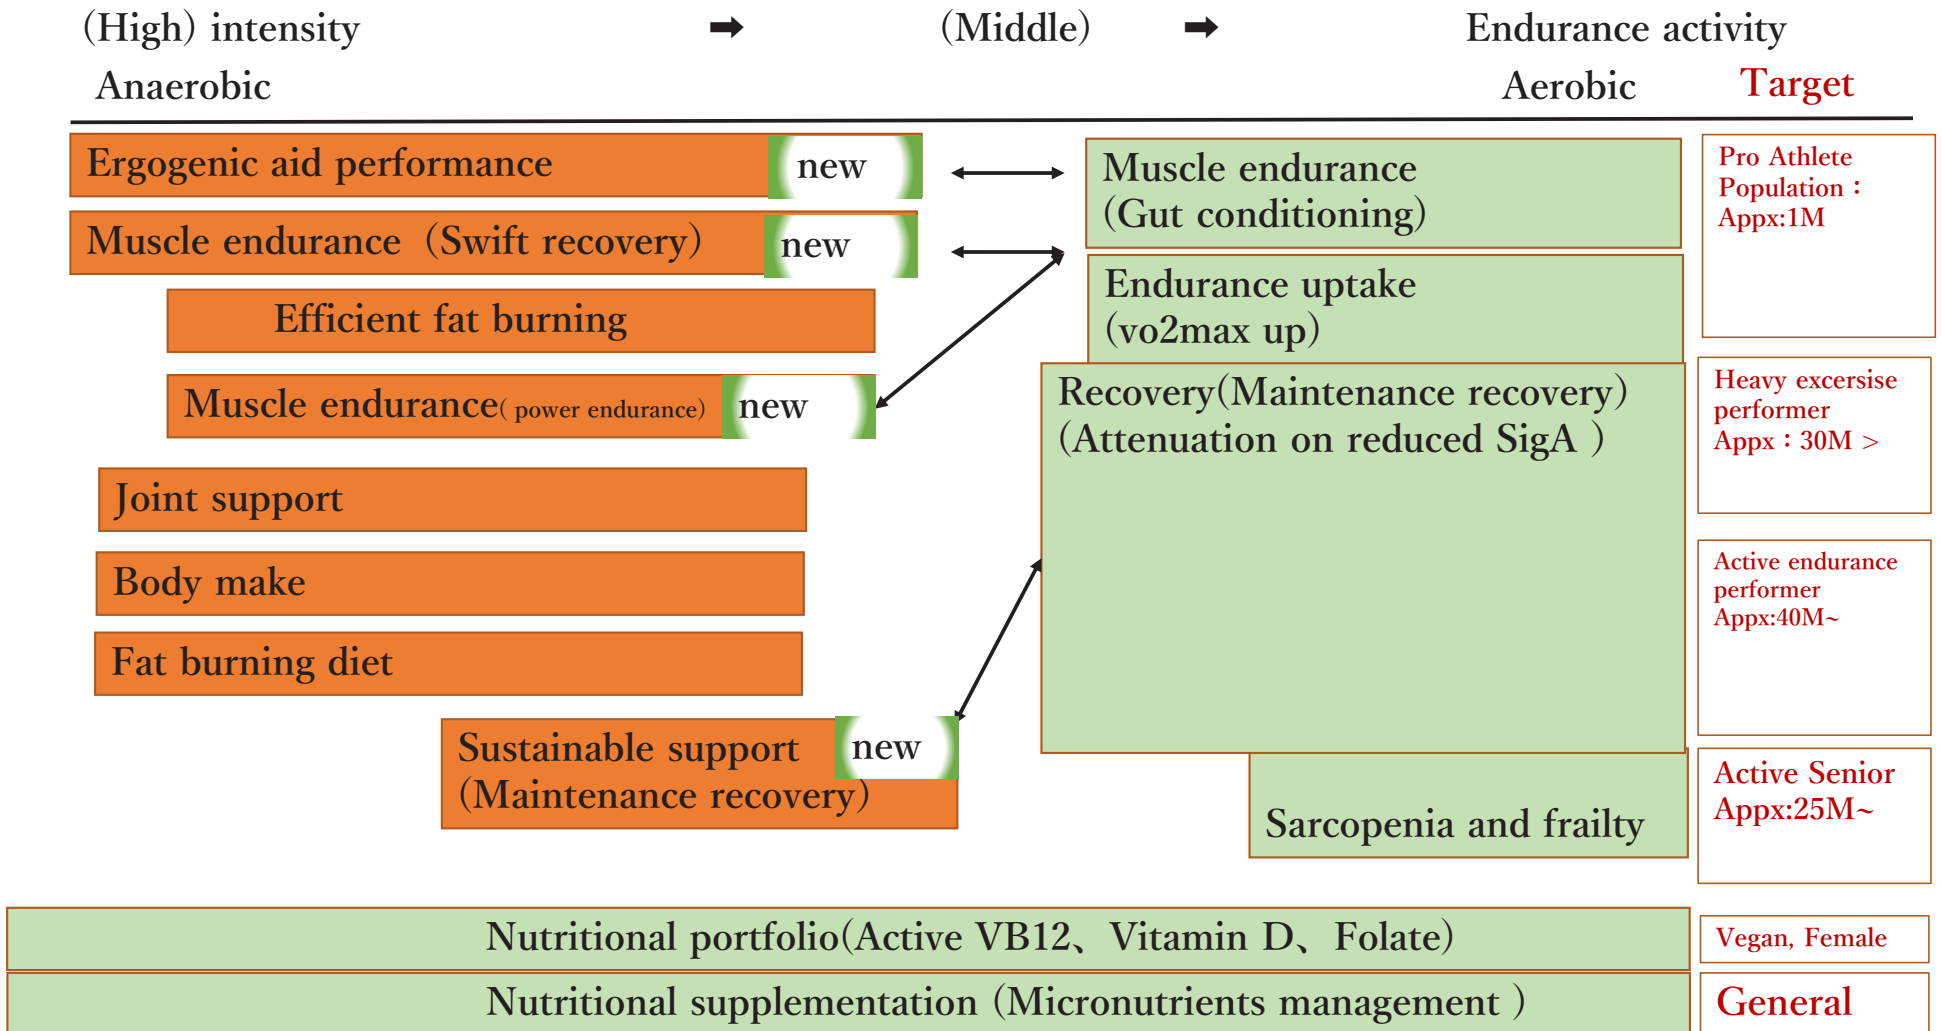 (High) intensity ➡ (Middle) ➡ Endurance activity
Anaerobic Aerobic Target
Ergogenic aid performance new
Muscle endurance（Swift recovery) new
Efficient fat burning
Muscle endurance( power endurance) new
Joint support
Body make
Fat burning diet
Sustainable support new
(Maintenance recovery)
Muscle endurance
(Gut conditioning)
Endurance uptake
(vo2max up)
Recovery(Maintenance recovery)
(Attenuation on reduced SigA )
Sarcopenia and frailty
Pro Athlete
Population：
Appx:1M
Heavy excersise
performer
Appx：30M >
Active endurance
performer
Appx:40M~
Active Senior
Appx:25M~
Nutritional portfolio(Active VB12、Vitamin D、Folate)
Vegan, Female
Nutritional supplementation (Micronutrients management )
General